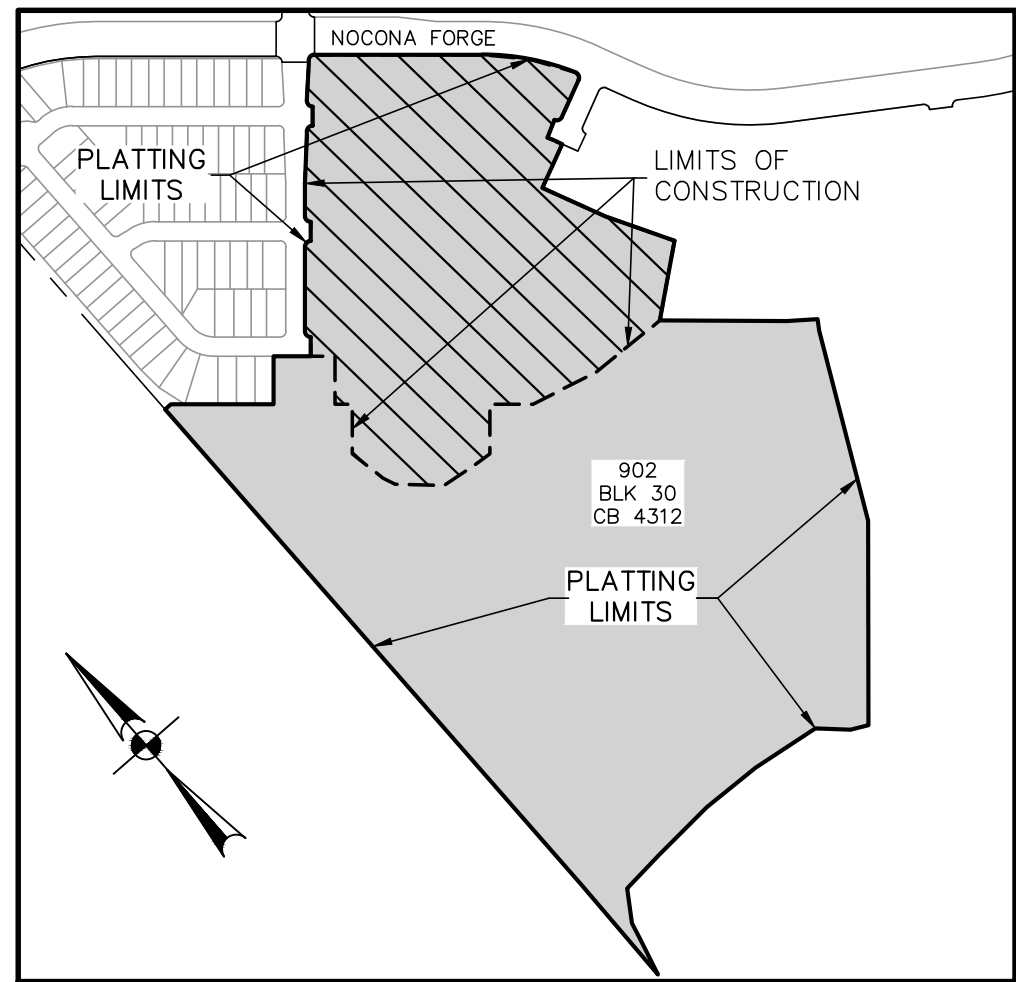 NOCONA FORGE
PLATTING
LIMITS
LIMITS OF
CONSTRUCTION
902
BLK 30
CB 4312
PLATTING
LIMITS